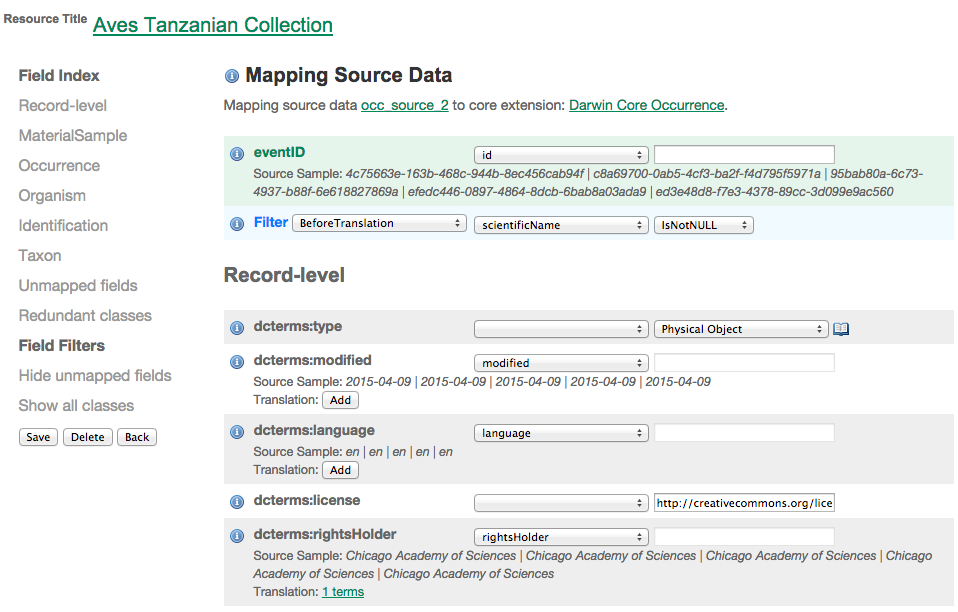 Resource Title Aves Tanzanian Collection
Field Index
Record-level
MaterialSample
Occurrence
Organism
Identification
Taxon
Unmapped fields
Redundant classes
Field Filters
Hide unmapped fields
Show all classes
Save Delete Back
Mapping Source Data
Mapping source data occ_source_2 to core extension: Darwin Core Occurrence.
eventID id
Source Sample: 4c75663e-163b-468c-944b-8ec456cab94f | c8a69700-0ab5-4cf3-ba2f-f4d795f5971a | 95bab80a-6c73-
4937-b88f-6e618827869a | efedc446-0897-4864-8dcb-6bab8a03ada9 | ed3e48d8-f7e3-4378-89cc-3d099e9ac560
Filter BeforeTranslation scientificName IsNotNULL
Record-level
dcterms:type Physical Object
dcterms:modified modified
Source Sample: 2015-04-09 | 2015-04-09 | 2015-04-09 | 2015-04-09 | 2015-04-09
Translation: Add
dcterms:language language
Source Sample: en | en | en | en | en
Translation: Add
dcterms:license http://creativecommons.org/lice
dcterms:rightsHolder rightsHolder
Source Sample: Chicago Academy of Sciences | Chicago Academy of Sciences | Chicago Academy of Sciences | Chicago
Academy of Sciences | Chicago Academy of Sciences
Translation: 1 terms